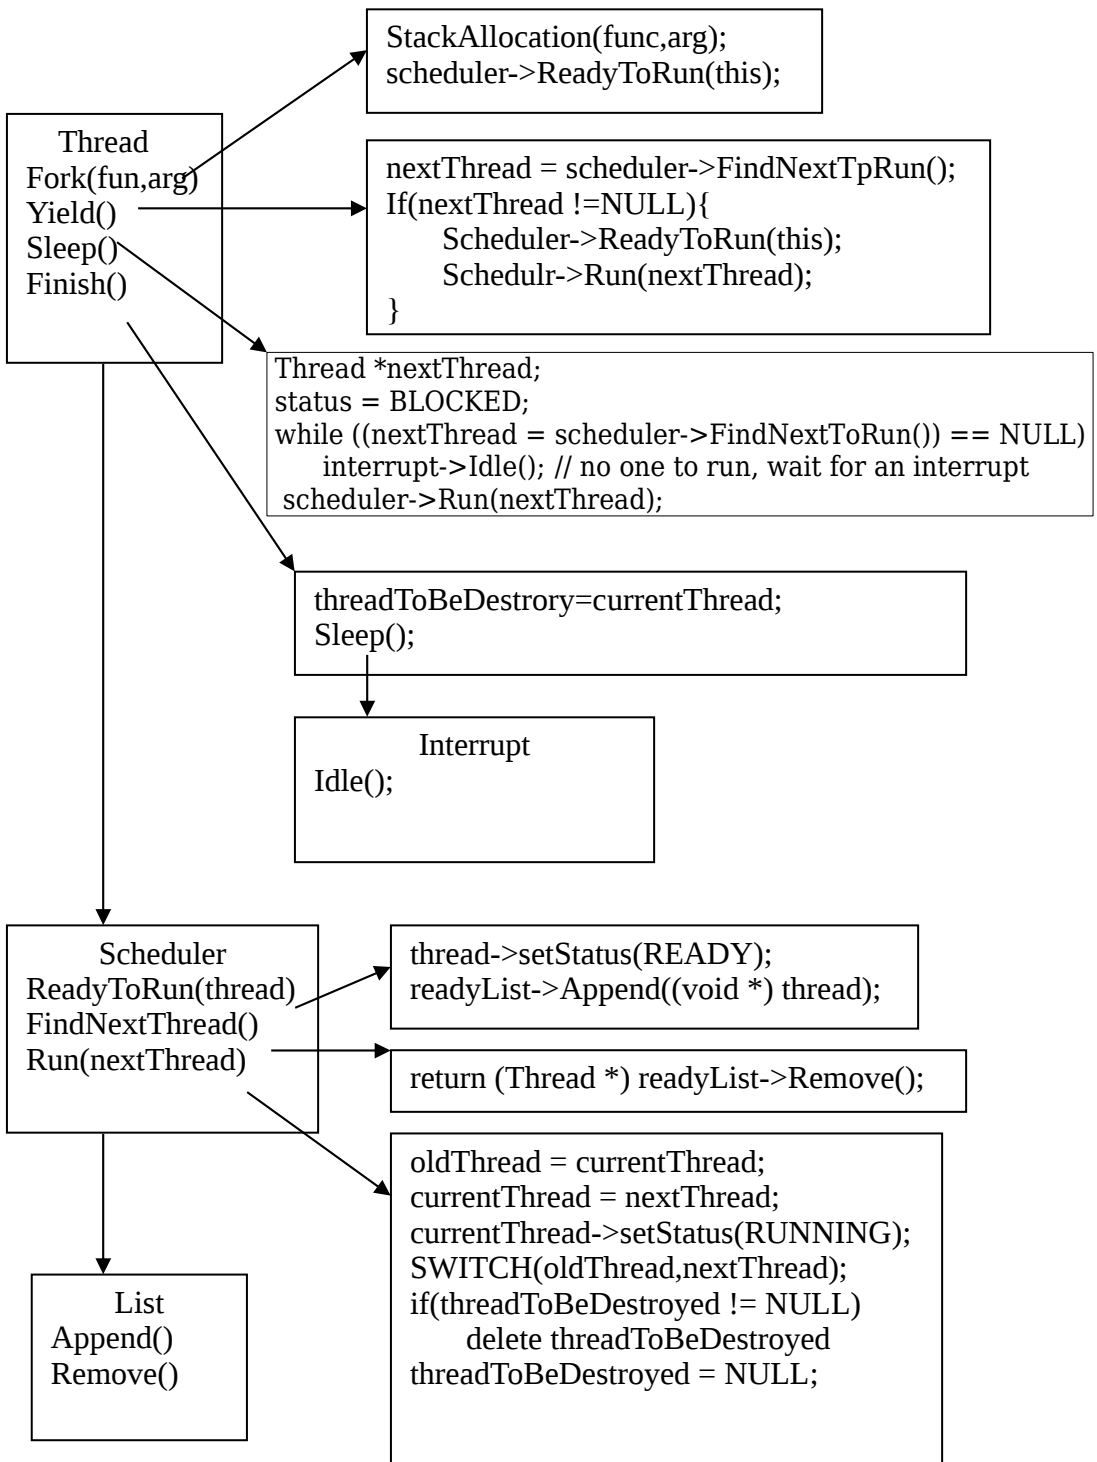 StackAllocation(func,arg);
scheduler->ReadyToRun(this);
Thread
Fork(fun,arg)
Yield()
Sleep()
Finish()
nextThread = scheduler->FindNextTpRun();
If(nextThread !=NULL){
Scheduler->ReadyToRun(this);
Schedulr->Run(nextThread);
}
Thread *nextThread;
status = BLOCKED;
while ((nextThread = scheduler->FindNextToRun()) == NULL)
interrupt->Idle(); // no one to run, wait for an interrupt
scheduler->Run(nextThread);
threadToBeDestrory=currentThread;
Sleep();
Interrupt
Idle();
Scheduler
ReadyToRun(thread)
FindNextThread()
Run(nextThread)
thread->setStatus(READY);
readyList->Append((void *) thread);
return (Thread *) readyList->Remove();
oldThread = currentThread;
currentThread = nextThread;
currentThread->setStatus(RUNNING);
SWITCH(oldThread,nextThread);
if(threadToBeDestroyed != NULL)
delete threadToBeDestroyed
threadToBeDestroyed = NULL;
List
Append()
Remove()